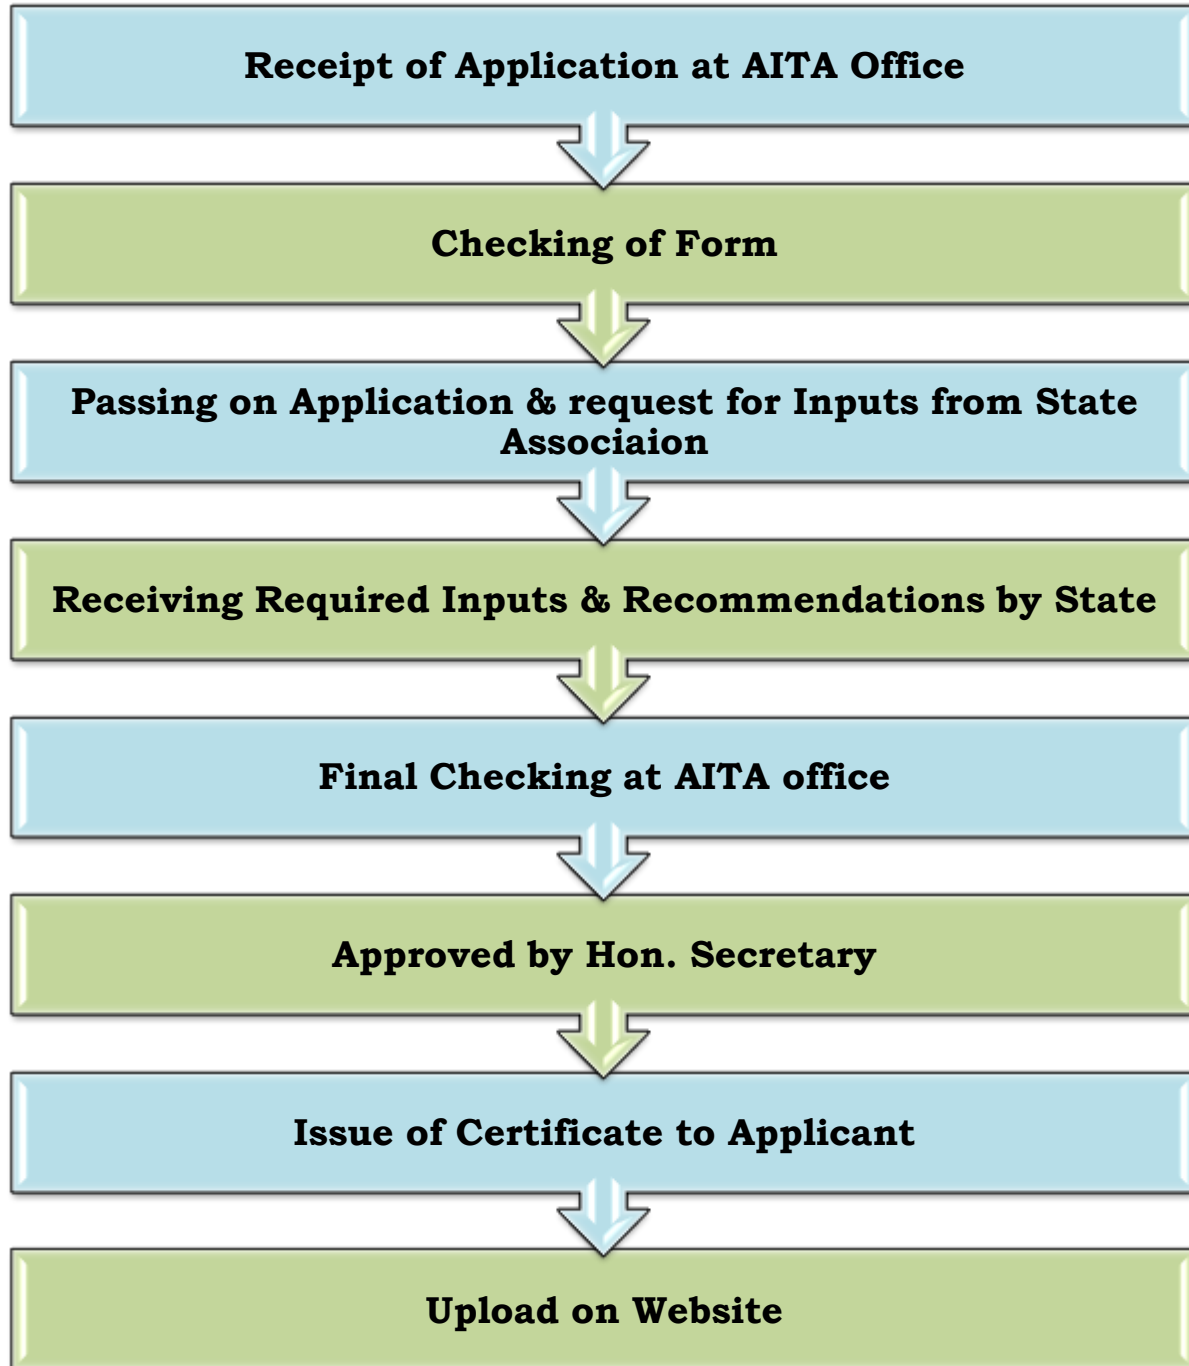 Receipt of Application at AITA Office
Checking of Form
Passing on Application & request for Inputs from State
Associaion
Receiving Required Inputs & Recommendations by State
Final Checking at AITA office
Approved by Hon. Secretary
Issue of Certificate to Applicant
Upload on Website